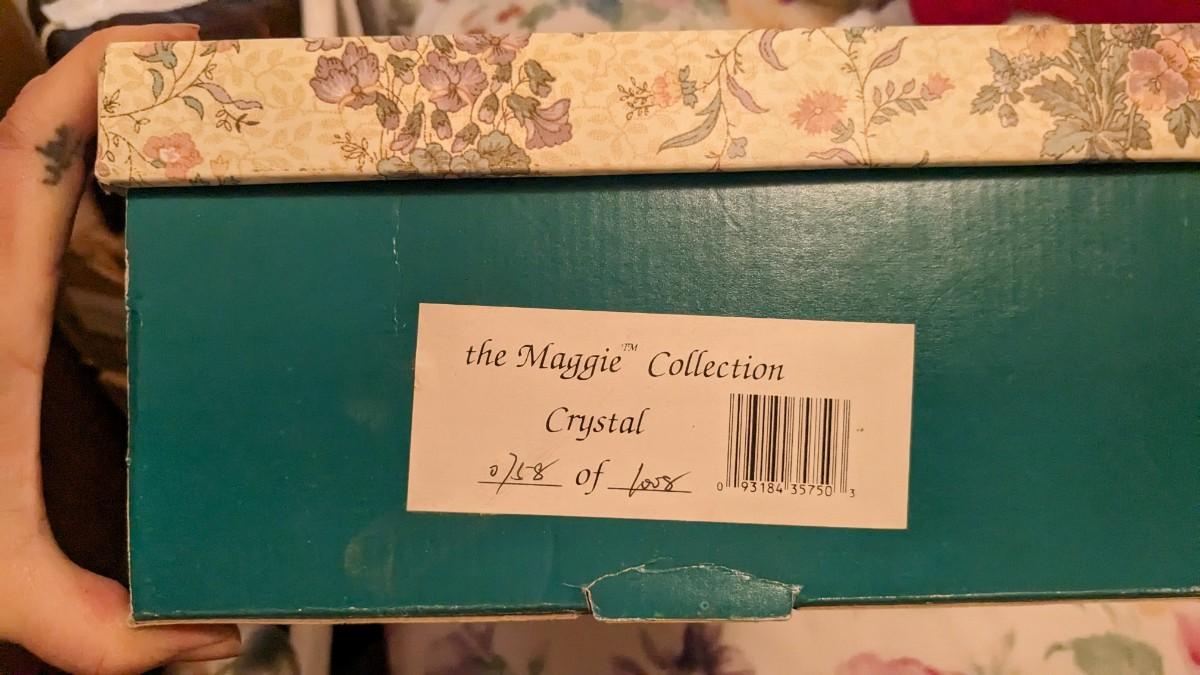 the Maggie™ Collection
Crystal
0758 of 1008
0 93184 35750 3